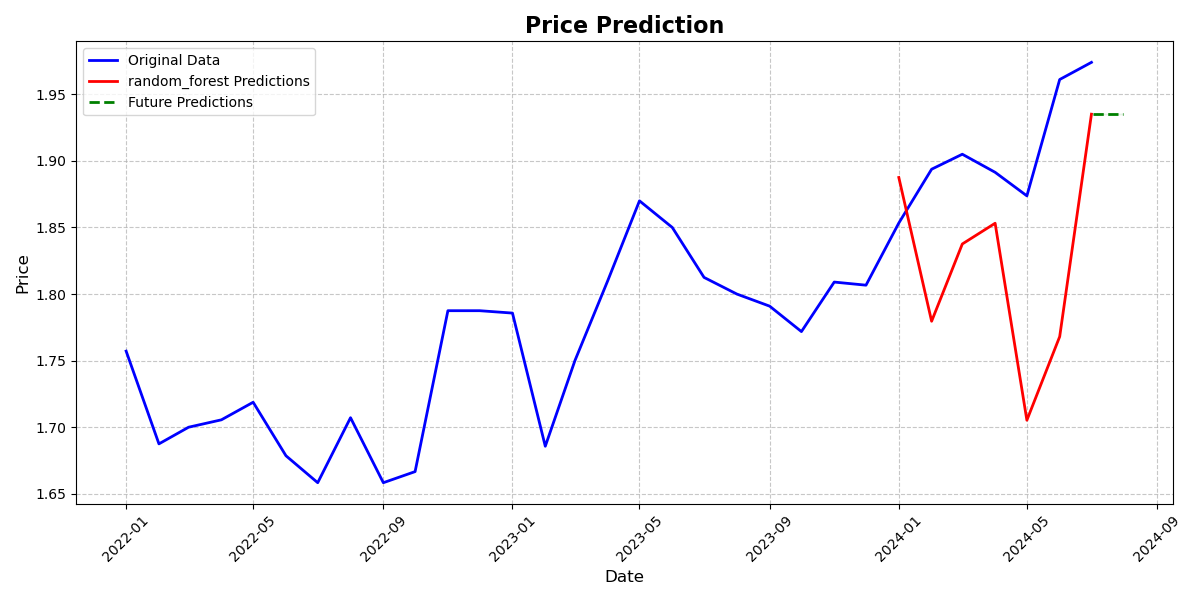 Price Prediction
Original Data
random_forest Predictions
Future Predictions
1.95
1.90
1.85
1.80
1.75
1.70
1.65
Price
2022-01
2022-05
2022-09
2023-01
2023-05
2023-09
2024-01
2024-05
2024-09
Date